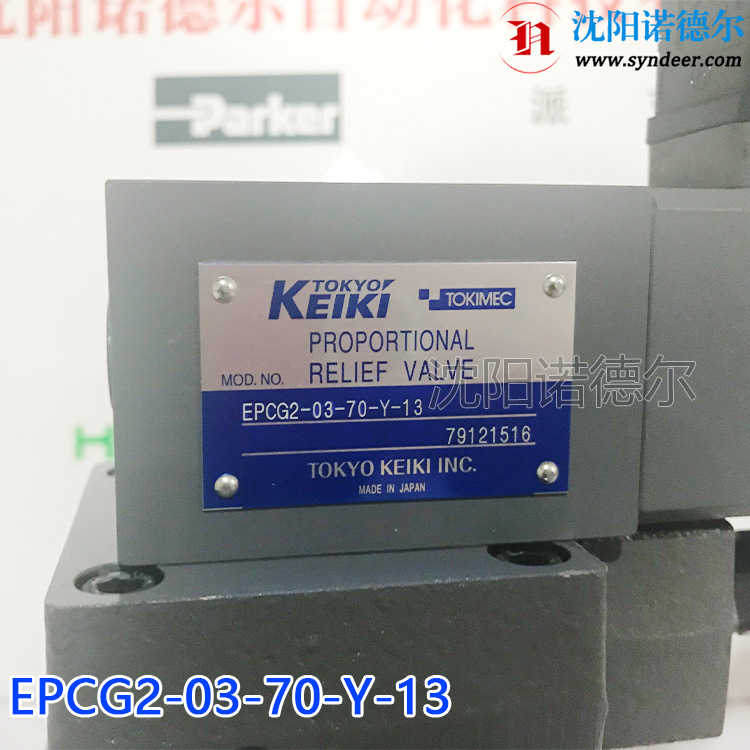 沈阳诺德尔自动化
沈阳诺德尔
www.syndeer.com
Parker
派
TOKYO
KEIKI
TOKIMEC
PROPORTIONAL
MOD. NO. RELIEF VALVE
沈阳诺德尔
EPCG2-03-70-Y-13
79121516
TOKYO KEIKI INC.
MADE IN JAPAN
H
EPCG2-03-70-Y-13